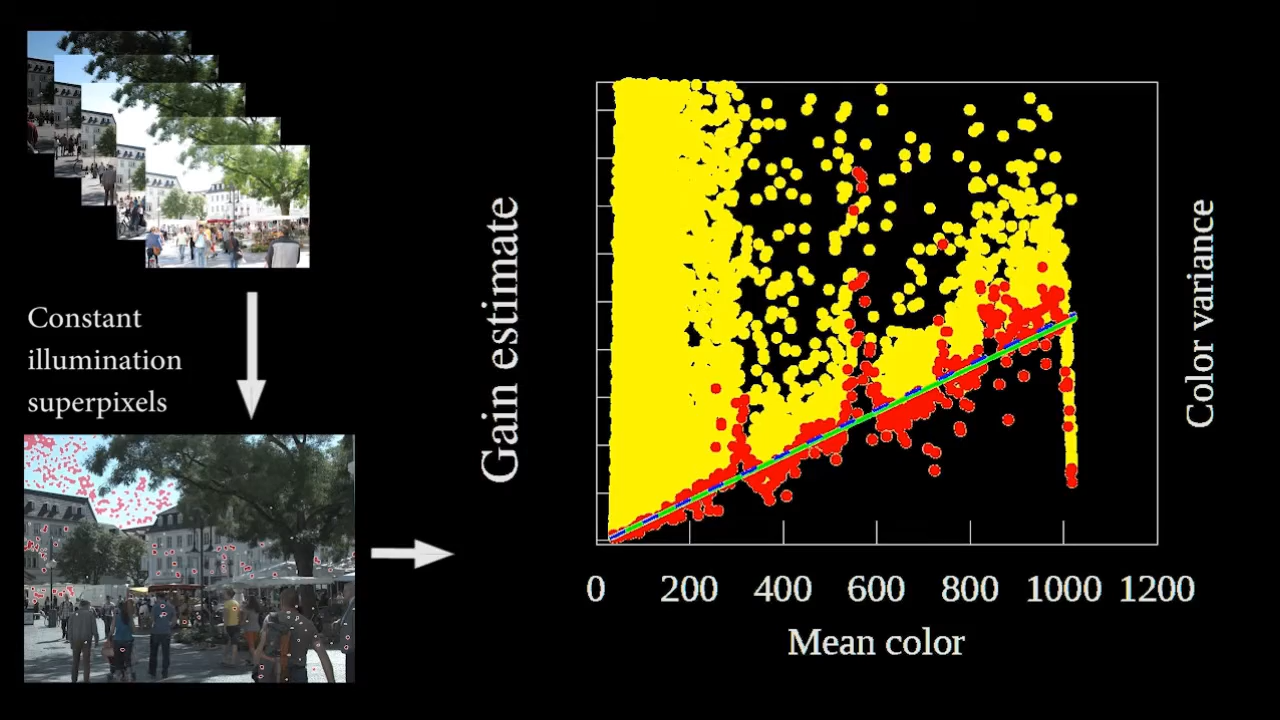 Constant
illumination
superpixels
Gain estimate
Color variance
0 200 400 600 800 1000 1200
Mean color